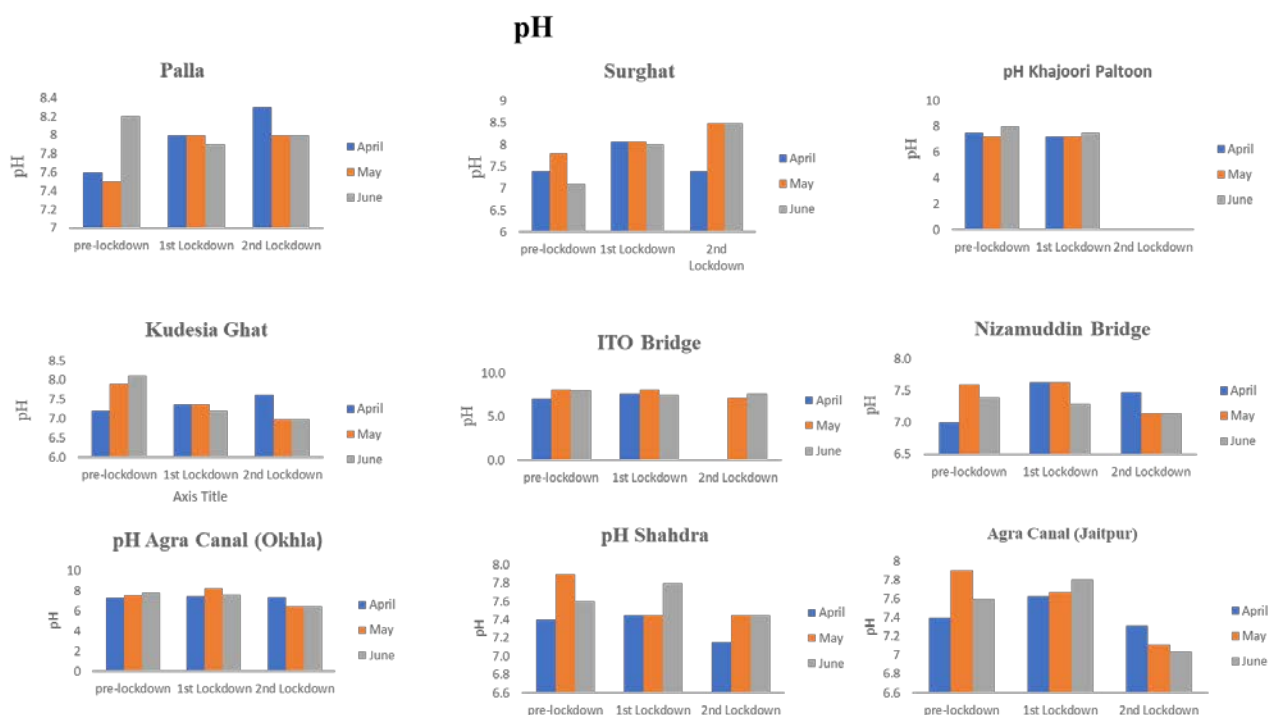 pH
Palla
8.4
8.2
8
7.8
7.6
7.4
7.2
7
pH
pre-lockdown 1st Lockdown 2nd Lockdown
April
May
June
Surghat
9
8.5
8
7.5
7
6.5
6
pH
pre-lockdown 1st Lockdown 2nd Lockdown
April
May
June
pH Khajoori Paltoon
10
8
6
4
2
0
pH
pre-lockdown 1st Lockdown 2nd Lockdown
April
May
June
Kudesia Ghat
8.5
8.0
7.5
7.0
6.5
6.0
pH
pre-lockdown 1st Lockdown 2nd Lockdown
Axis Title
April
May
June
ITO Bridge
10.0
5.0
0.0
pH
pre-lockdown 1st Lockdown 2nd Lockdown
April
May
June
Nizamuddin Bridge
8.0
7.5
7.0
6.5
pH
pre-lockdown 1st Lockdown 2nd Lockdown
April
May
June
pH Agra Canal (Okhla)
10
8
6
4
2
0
pH
pre-lockdown 1st Lockdown 2nd Lockdown
April
May
June
pH Shahdra
8.0
7.8
7.6
7.4
7.2
7.0
6.8
6.6
pH
pre-lockdown 1st Lockdown 2nd Lockdown
April
May
June
Agra Canal (Jaitpur)
8
7.8
7.6
7.4
7.2
7
6.8
6.6
pH
pre-lockdown 1st Lockdown 2nd Lockdown
April
May
June